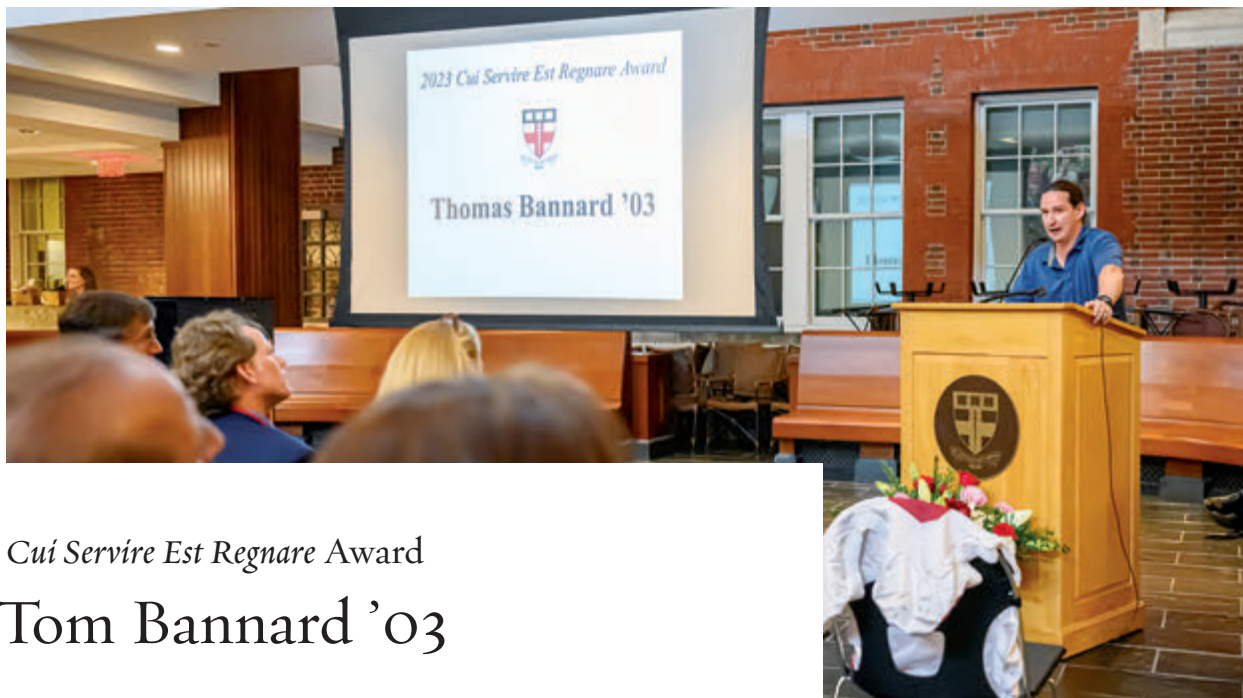 2023 Cui Servire Est Regnare Award
Thomas Bannard ’03
Cui Servire Est Regnare Award
Tom Bannard ’03